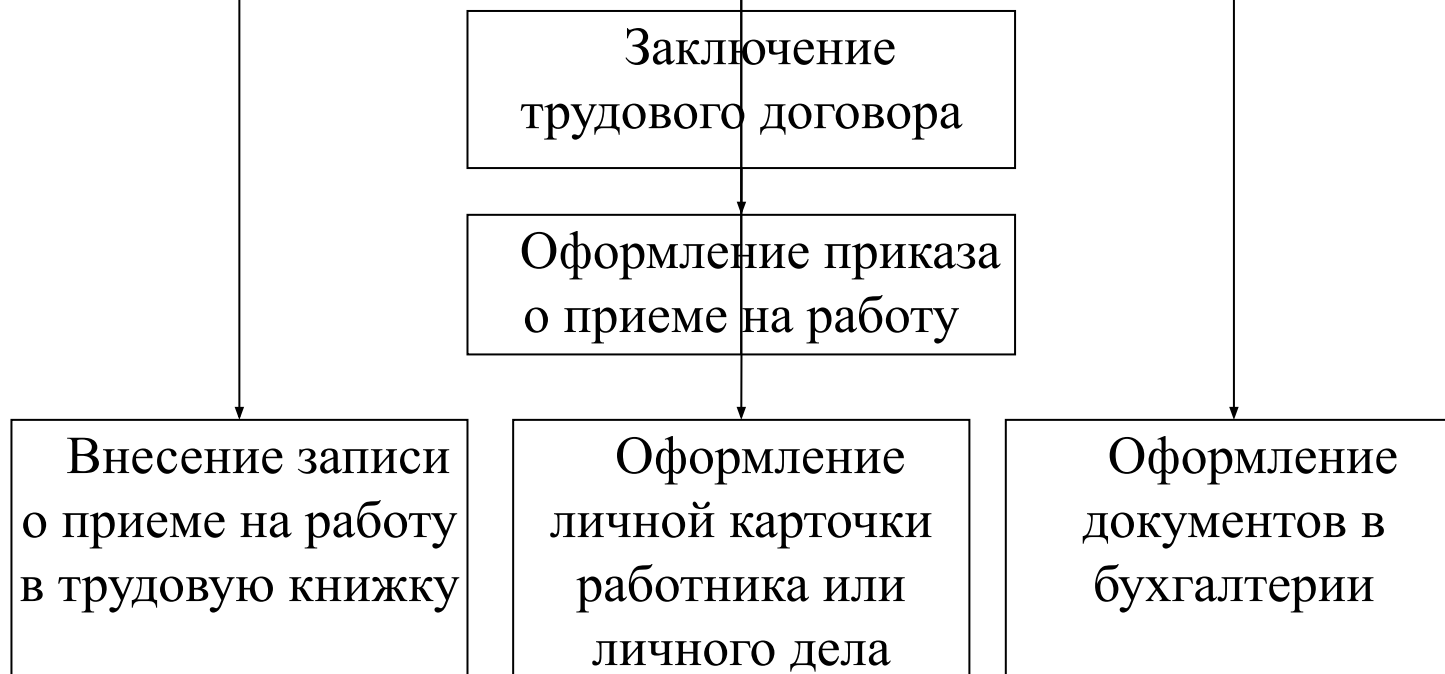 Заключение
трудового договора
Оформление приказа
о приеме на работу
Внесение записи
о приеме на работу
в трудовую книжку
Оформление
личной карточки
работника или
личного дела
Оформление
документов в
бухгалтерии